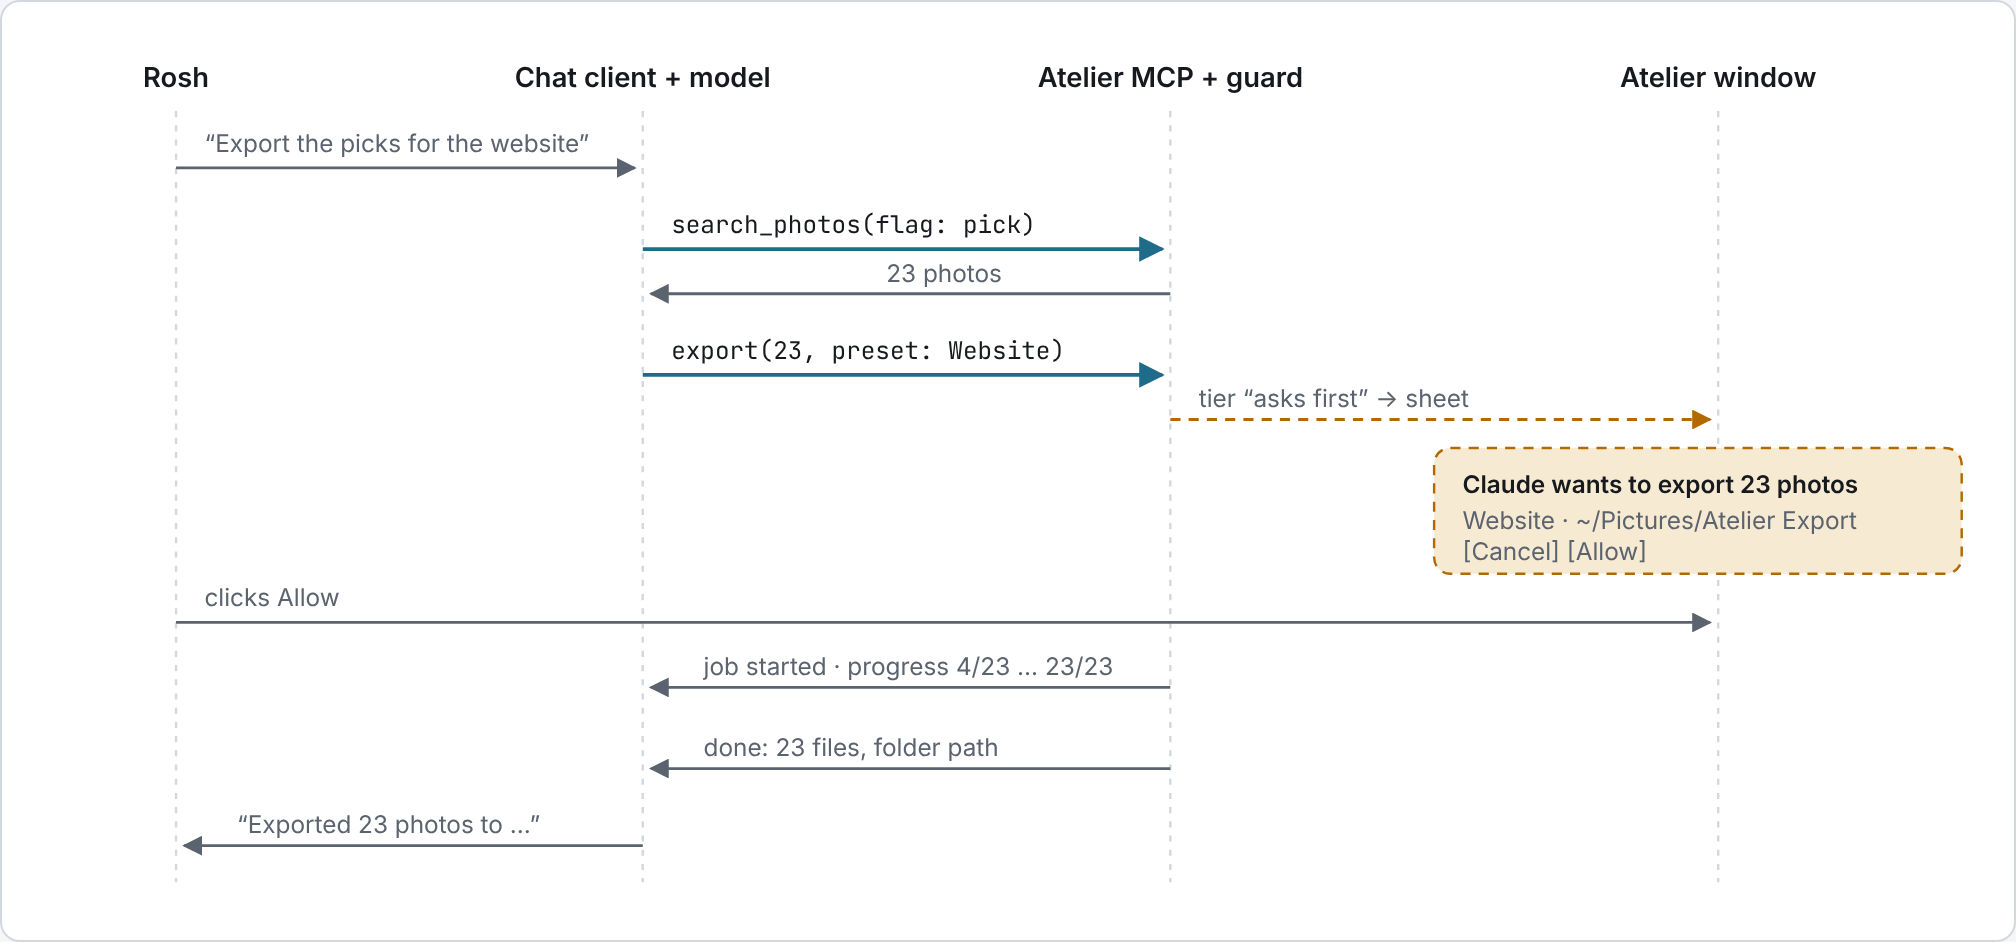 Rosh
Chat client + model
Atelier MCP + guard
Atelier window
“Export the picks for the website”
search_photos(flag: pick)
23 photos
export(23, preset: Website)
tier “asks first” → sheet
Claude wants to export 23 photos
Website · ~/Pictures/Atelier Export
[Cancel] [Allow]
clicks Allow
job started · progress 4/23 … 23/23
done: 23 files, folder path
“Exported 23 photos to …”